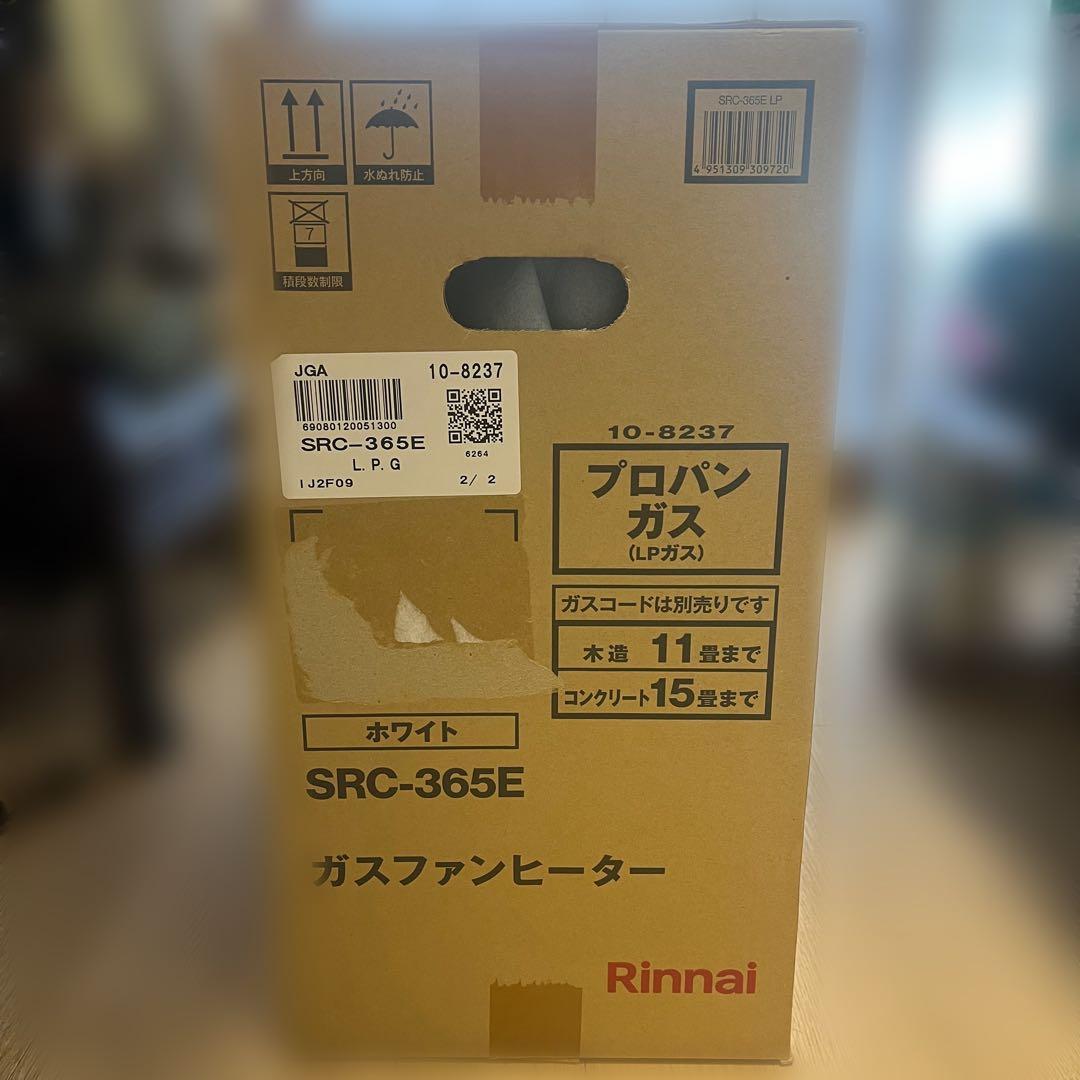 上方向
水ぬれ防止
7
積段数制限
SRC-365E LP
4 951309 309720
JGA
10-8237
69080120051300
SRC-365E
6264
L.P.G
IJ2F09
2/ 2
10-8237
プロパン
ガス
(LPガス)
ガスコードは別売りです
木造 11畳まで
コンクリート15畳まで
ホワイト
SRC-365E
ガスファンヒーター
Rinnai